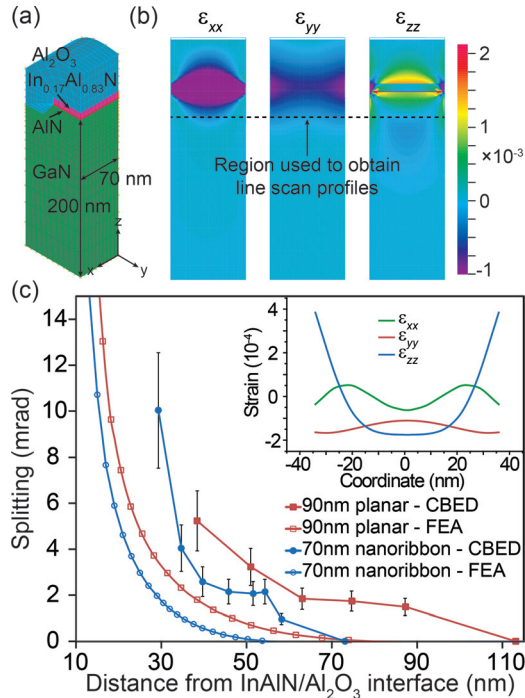 (a)
Al2O3
In0.17Al0.83N
AlN
GaN
70 nm
200 nm
z
x
y
(b)
εxx
εyy
εzz
Region used to obtain
line scan profiles
2
1
×10⁻³
0
-1
(c)
Splitting (mrad)
14
12
10
8
6
4
2
0
10
30
50
70
90
110
Distance from InAlN/Al2O3 interface (nm)
Strain (10⁻⁴)
4
2
0
-2
-40
-20
0
20
40
Coordinate (nm)
εxx
εyy
εzz
90nm planar - CBED
90nm planar - FEA
70nm nanoribbon - CBED
70nm nanoribbon - FEA